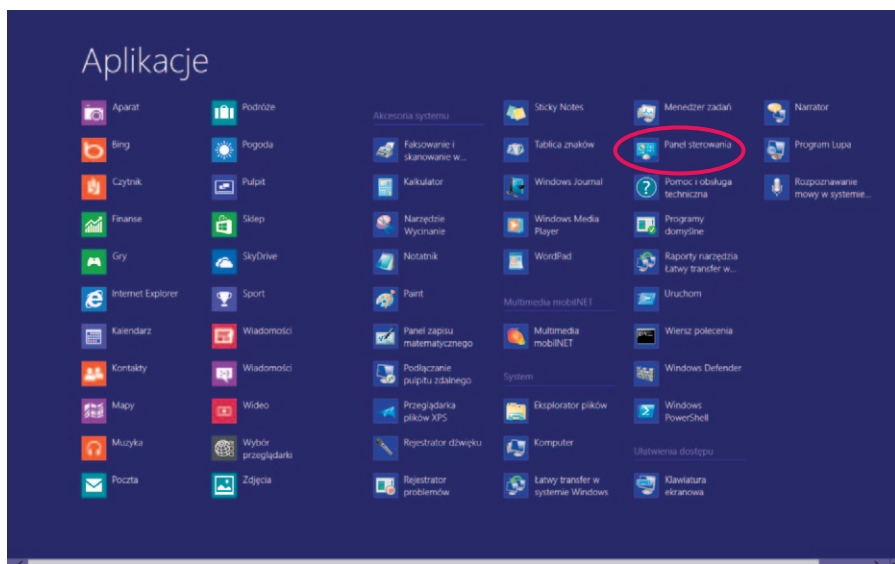 Aplikacje
Aparat
Bing
Czytnik
Finanse
Gry
Internet Explorer
Kalendarz
Kontakty
Mapy
Muzyka
Poczta
Podróże
Pogoda
Pulpit
Sklep
SkyDrive
Sport
Wiadomości
Wiadomości
Wideo
Wybór
przeglądarki
Zdjęcia
Akcesoria systemu
Faksowanie i
skanowanie w...
Kalkulator
Narzędzie
Wycinanie
Notatnik
Paint
Panel zapisu
matematycznego
Podłączanie
pulpitu zdalnego
Przeglądarka
plików XPS
Rejestrator dźwięku
Rejestrator
problemów
Sticky Notes
Tablica znaków
Windows Journal
Windows Media
Player
WordPad
Multimedia mobilNET
Multimedia
mobilNET
System
Eksplorator plików
Komputer
Łatwy transfer w
systemie Windows
Menedżer zadań
Panel sterowania
Pomoc i obsługa
techniczna
Programy
domyślne
Raporty narzędzia
Łatwy transfer w...
Uruchom
Wiersz polecenia
Windows Defender
Windows
PowerShell
Ułatwienia dostępu
Klawiatura
ekranowa
Narrator
Program Lupa
Rozpoznawanie
mowy w systemie...